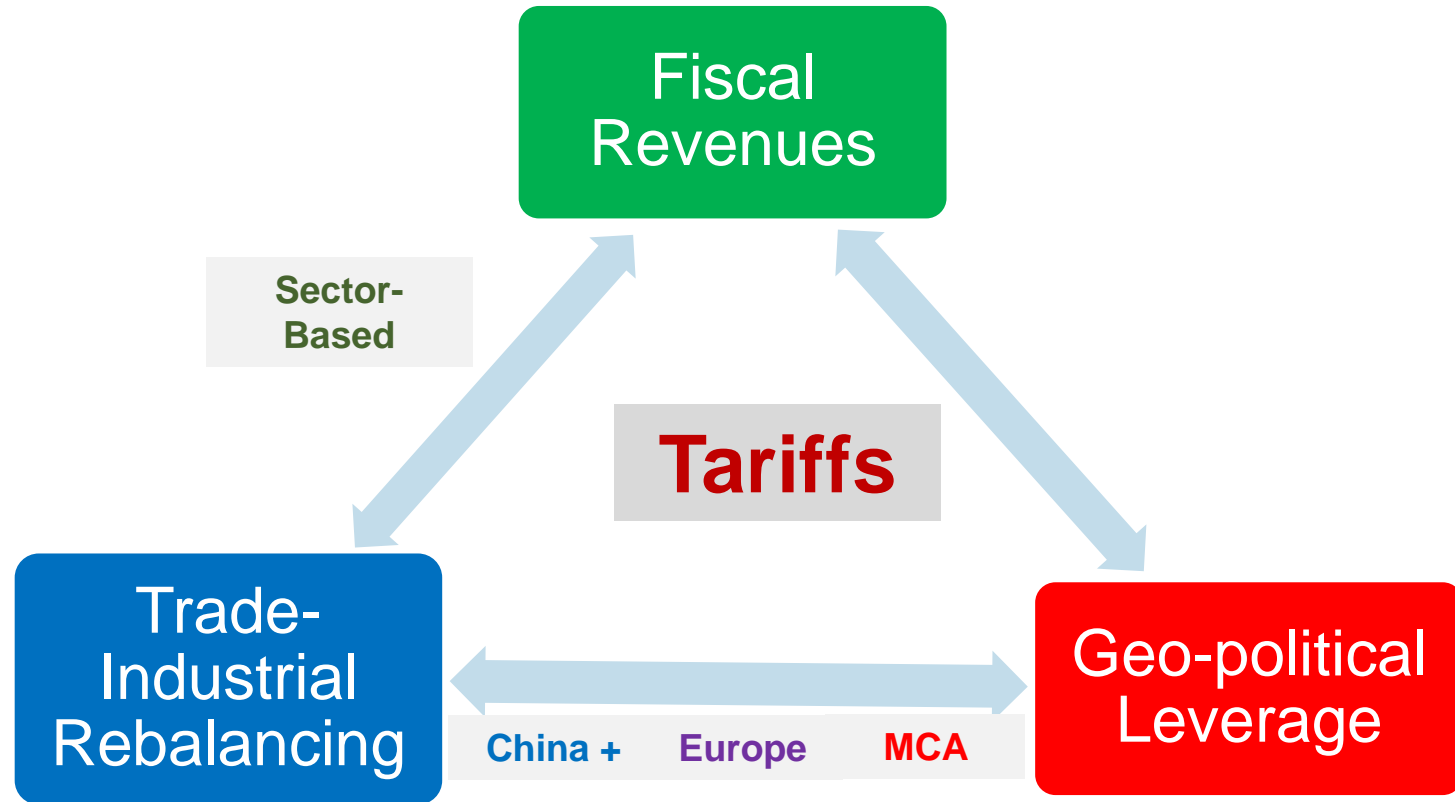 Fiscal
Revenues
Sector-
Based
Tariffs
Trade-
Industrial
Rebalancing
Geo-political
Leverage
China + Europe MCA